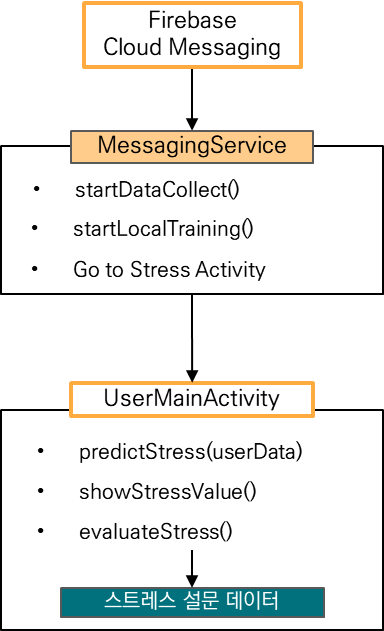 Firebase
Cloud Messaging
MessagingService
• startDataCollect()
• startLocalTraining()
• Go to Stress Activity
UserMainActivity
• predictStress(userData)
• showStressValue()
• evaluateStress()
스트레스 설문 데이터